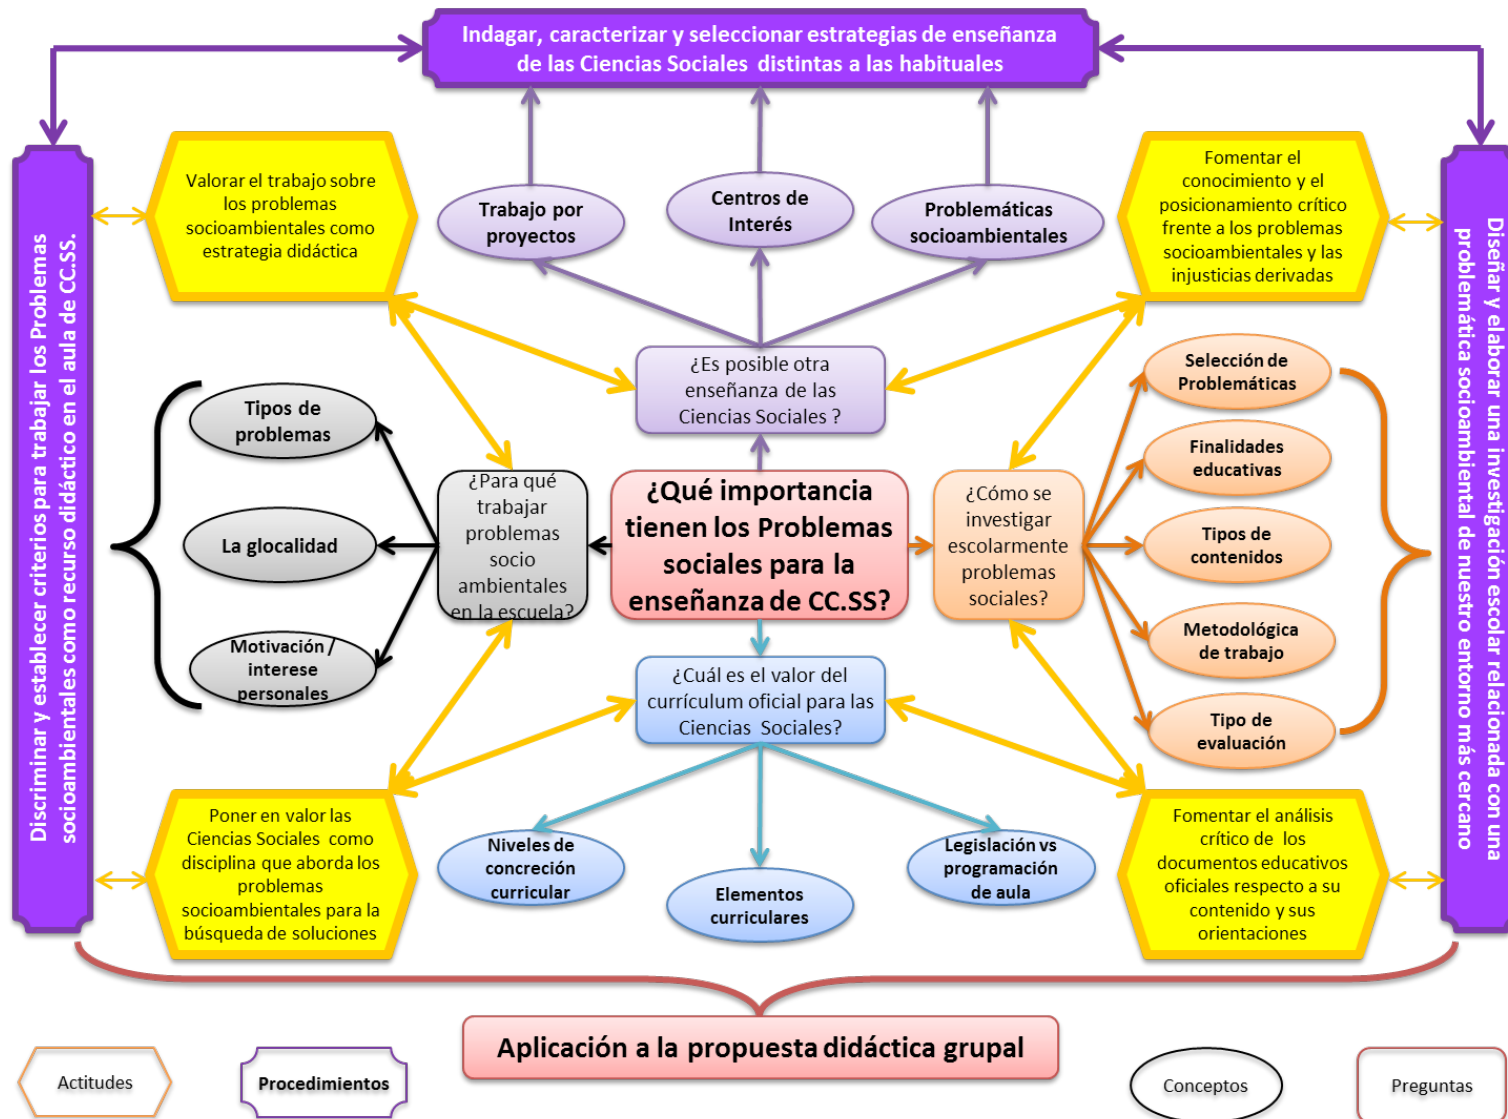 Indagar, caracterizar y seleccionar estrategias de enseñanza
de las Ciencias Sociales distintas a las habituales
Discriminar y establecer criterios para trabajar los Problemas
socioambientales como recurso didáctico en el aula de CC.SS.
Valorar el trabajo sobre
los problemas
socioambientales como
estrategia didáctica
Trabajo por
proyectos
Centros de
Interés
Problemáticas
socioambientales
Fomentar el
conocimiento y el
posicionamiento crítico
frente a los problemas
socioambientales y las
injusticias derivadas
Diseñar y elaborar una investigación escolar relacionada con una
problemática socioambiental de nuestro entorno más cercano
¿Es posible otra
enseñanza de las
Ciencias Sociales ?
Tipos de
problemas
La glocalidad
Motivación /
interese
personales
¿Para qué
trabajar
problemas
socio
ambientales
en la escuela?
¿Qué importancia
tienen los Problemas
sociales para la
enseñanza de CC.SS?
¿Cómo se
investigar
escolarmente
problemas
sociales?
Selección de
Problemáticas
Finalidades
educativas
Tipos de
contenidos
Metodológica
de trabajo
Tipo de
evaluación
¿Cuál es el valor del
currículum oficial para las
Ciencias Sociales?
Poner en valor las
Ciencias Sociales como
disciplina que aborda los
problemas
socioambientales para la
búsqueda de soluciones
Niveles de
concreción
curricular
Elementos
curriculares
Legislación vs
programación
de aula
Fomentar el análisis
crítico de los
documentos educativos
oficiales respecto a su
contenido y sus
orientaciones
Aplicación a la propuesta didáctica grupal
Actitudes
Procedimientos
Conceptos
Preguntas